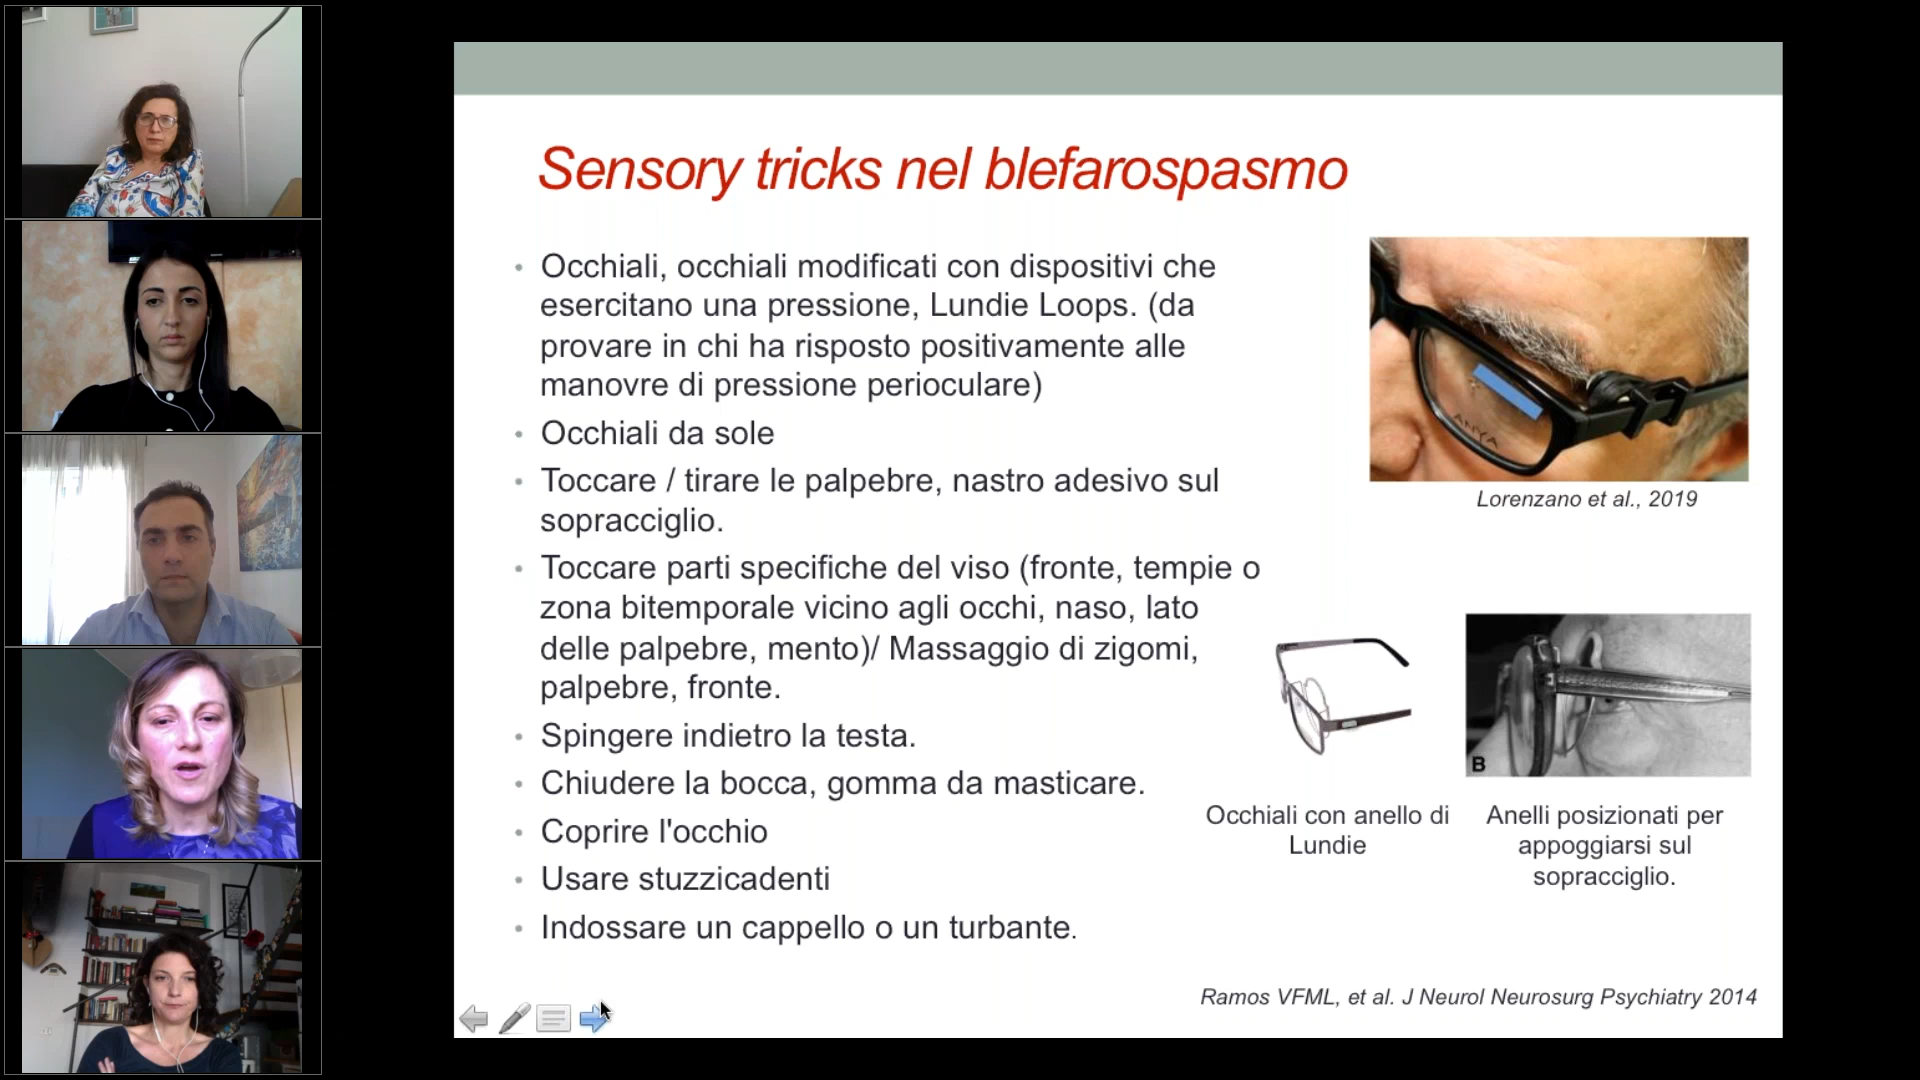 Sensory tricks nel blefarospasmo
• Occhiali, occhiali modificati con dispositivi che
esercitano una pressione, Lundie Loops. (da
provare in chi ha risposto positivamente alle
manovre di pressione perioculare)
• Occhiali da sole
• Toccare / tirare le palpebre, nastro adesivo sul
sopracciglio.
• Toccare parti specifiche del viso (fronte, tempie o
zona bitemporale vicino agli occhi, naso, lato
delle palpebre, mento)/ Massaggio di zigomi,
palpebre, fronte.
• Spingere indietro la testa.
• Chiudere la bocca, gomma da masticare.
• Coprire l'occhio
• Usare stuzzicadenti
• Indossare un cappello o un turbante.
ANYA
Lorenzano et al., 2019
B
Occhiali con anello di
Lundie
Anelli posizionati per
appoggiarsi sul
sopracciglio.
Ramos VFML, et al. J Neurol Neurosurg Psychiatry 2014